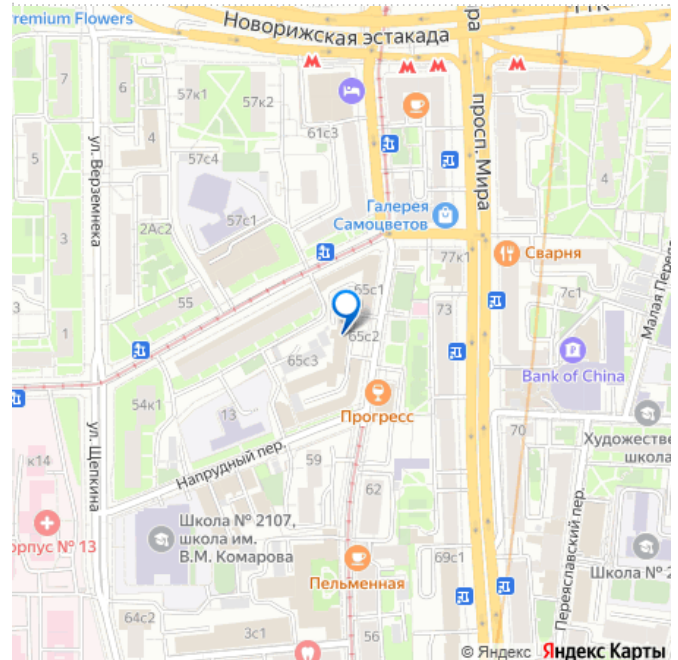 remium Flowers
Новорижская эстакада
ТТК
7
6
57к1
57к2
ра
5
4
61с3
просп. Мира
ул. Верземнека
57с4
4
2Ас2
57с1
Галерея
Самоцветов
3
77к1
Сварня
55
65с1
73
7с1
Малая Переяс
1
65с2
65с3
Bank of China
54к1
13
Прогресс
70
Художестве
школа
ул. Щепкина
Напрудный пер.
к14
59
62
Школа № 2107,
школа им.
В.М. Комарова
орпус № 13
Переяславский пер.
Пельменная
69с1
Школа № 2
64с2
3с1
56
© Яндекс Яндекс Карты